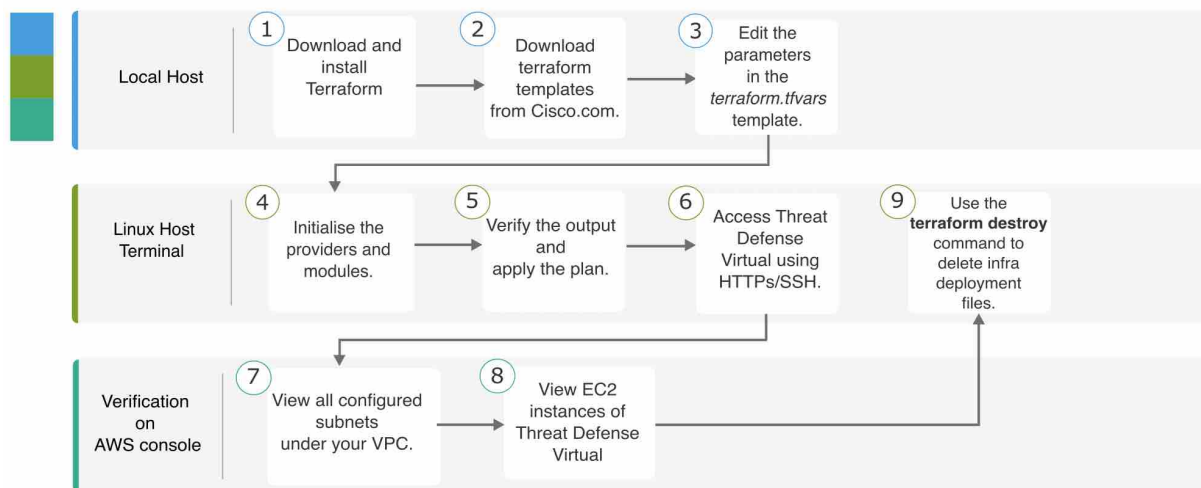 Local Host
1
Download and
install
Terraform
2
Download
terraform
templates
from Cisco.com.
3
Edit the
parameters
in the
terraform.tfvars
template.
Linux Host
Terminal
4
Initialise the
providers and
modules.
5
Verify the output
and
apply the plan.
6
Access Threat
Defense
Virtual using
HTTPs/SSH.
9
Use the
terraform destroy
command to
delete infra
deployment
files.
Verification
on
AWS console
7
View all configured
subnets
under your VPC.
8
View EC2
instances of
Threat Defense
Virtual